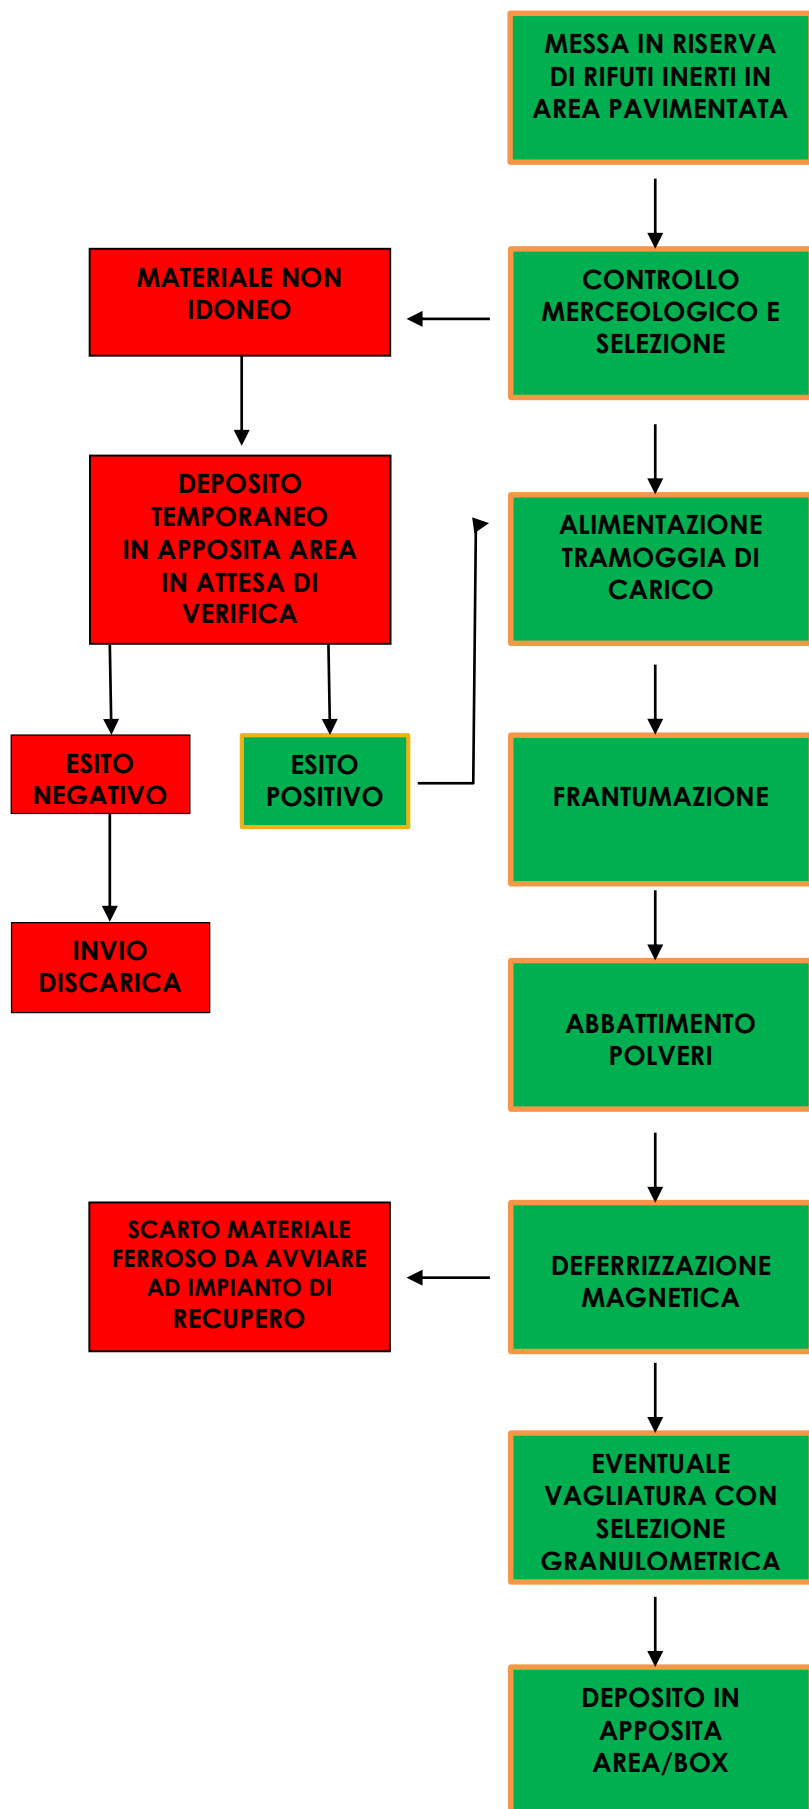 MESSA IN RISERVA
DI RIFUTI INERTI IN
AREA PAVIMENTATA
MATERIALE NON
IDONEO
CONTROLLO
MERCEOLOGICO E
SELEZIONE
DEPOSITO
TEMPORANEO
IN APPOSITA AREA
IN ATTESA DI
VERIFICA
ALIMENTAZIONE
TRAMOGGIA DI
CARICO
ESITO
NEGATIVO
ESITO
POSITIVO
FRANTUMAZIONE
INVIO
DISCARICA
ABBATTIMENTO
POLVERI
SCARTO MATERIALE
FERROSO DA AVVIARE
AD IMPIANTO DI
RECUPERO
DEFERRIZZAZIONE
MAGNETICA
EVENTUALE
VAGLIATURA CON
SELEZIONE
GRANULOMETRICA
DEPOSITO IN
APPOSITA
AREA/BOX